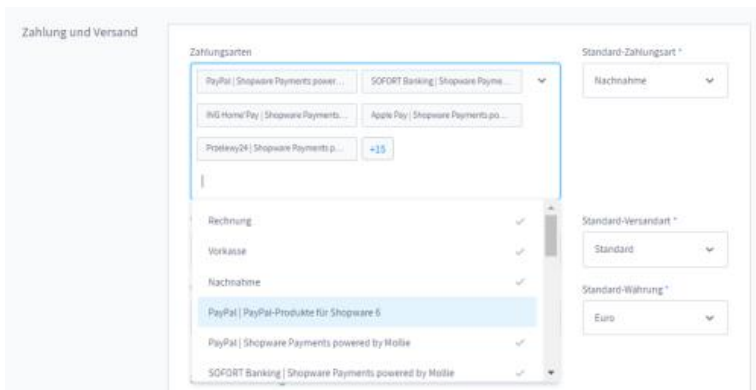 Zahlung und Versand
Zahlungsarten
Standard-Zahlungsart *
PayPal | Shopware Payments power...
SOFORT Banking | Shopware Payme...
Nachnahme
ING Home'Pay | Shopware Payments...
Apple Pay | Shopware Payments po...
Przelewy24 | Shopware Payments p...
+15
Rechnung
Standard-Versandart *
Vorkasse
Standard
Nachnahme
Standard-Währung *
PayPal | PayPal-Produkte für Shopware 6
Euro
PayPal | Shopware Payments powered by Mollie
SOFORT Banking | Shopware Payments powered by Mollie